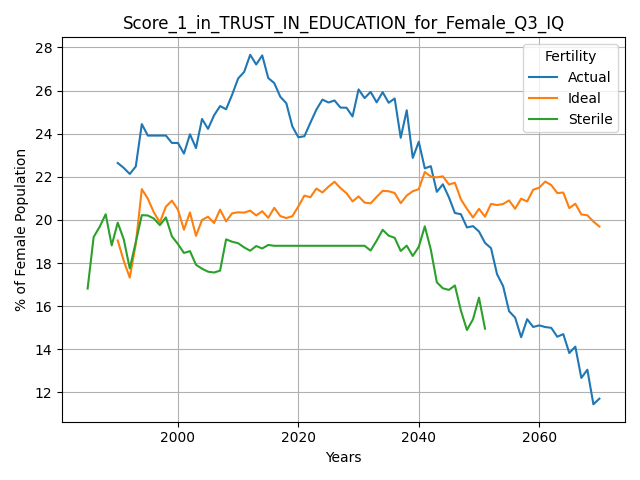 Score_1_in_TRUST_IN_EDUCATION_for_Female_Q3_IQ
Fertility
Actual
Ideal
Sterile
% of Female Population
28
26
24
22
20
18
16
14
12
2000
2020
2040
2060
Years